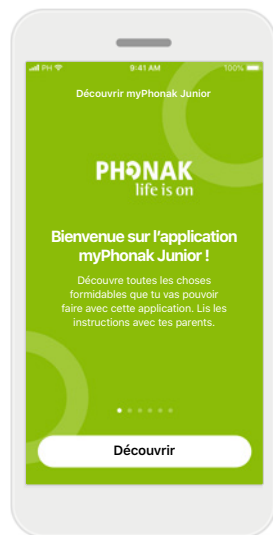 PH 9:41 AM 100%
Découvrir myPhonak Junior
PHONAK
life is on
Bienvenue sur l'application
myPhonak Junior !
Découvre toutes les choses
formidables que tu vas pouvoir
faire avec cette application. Lis les
instructions avec tes parents.
Découvrir